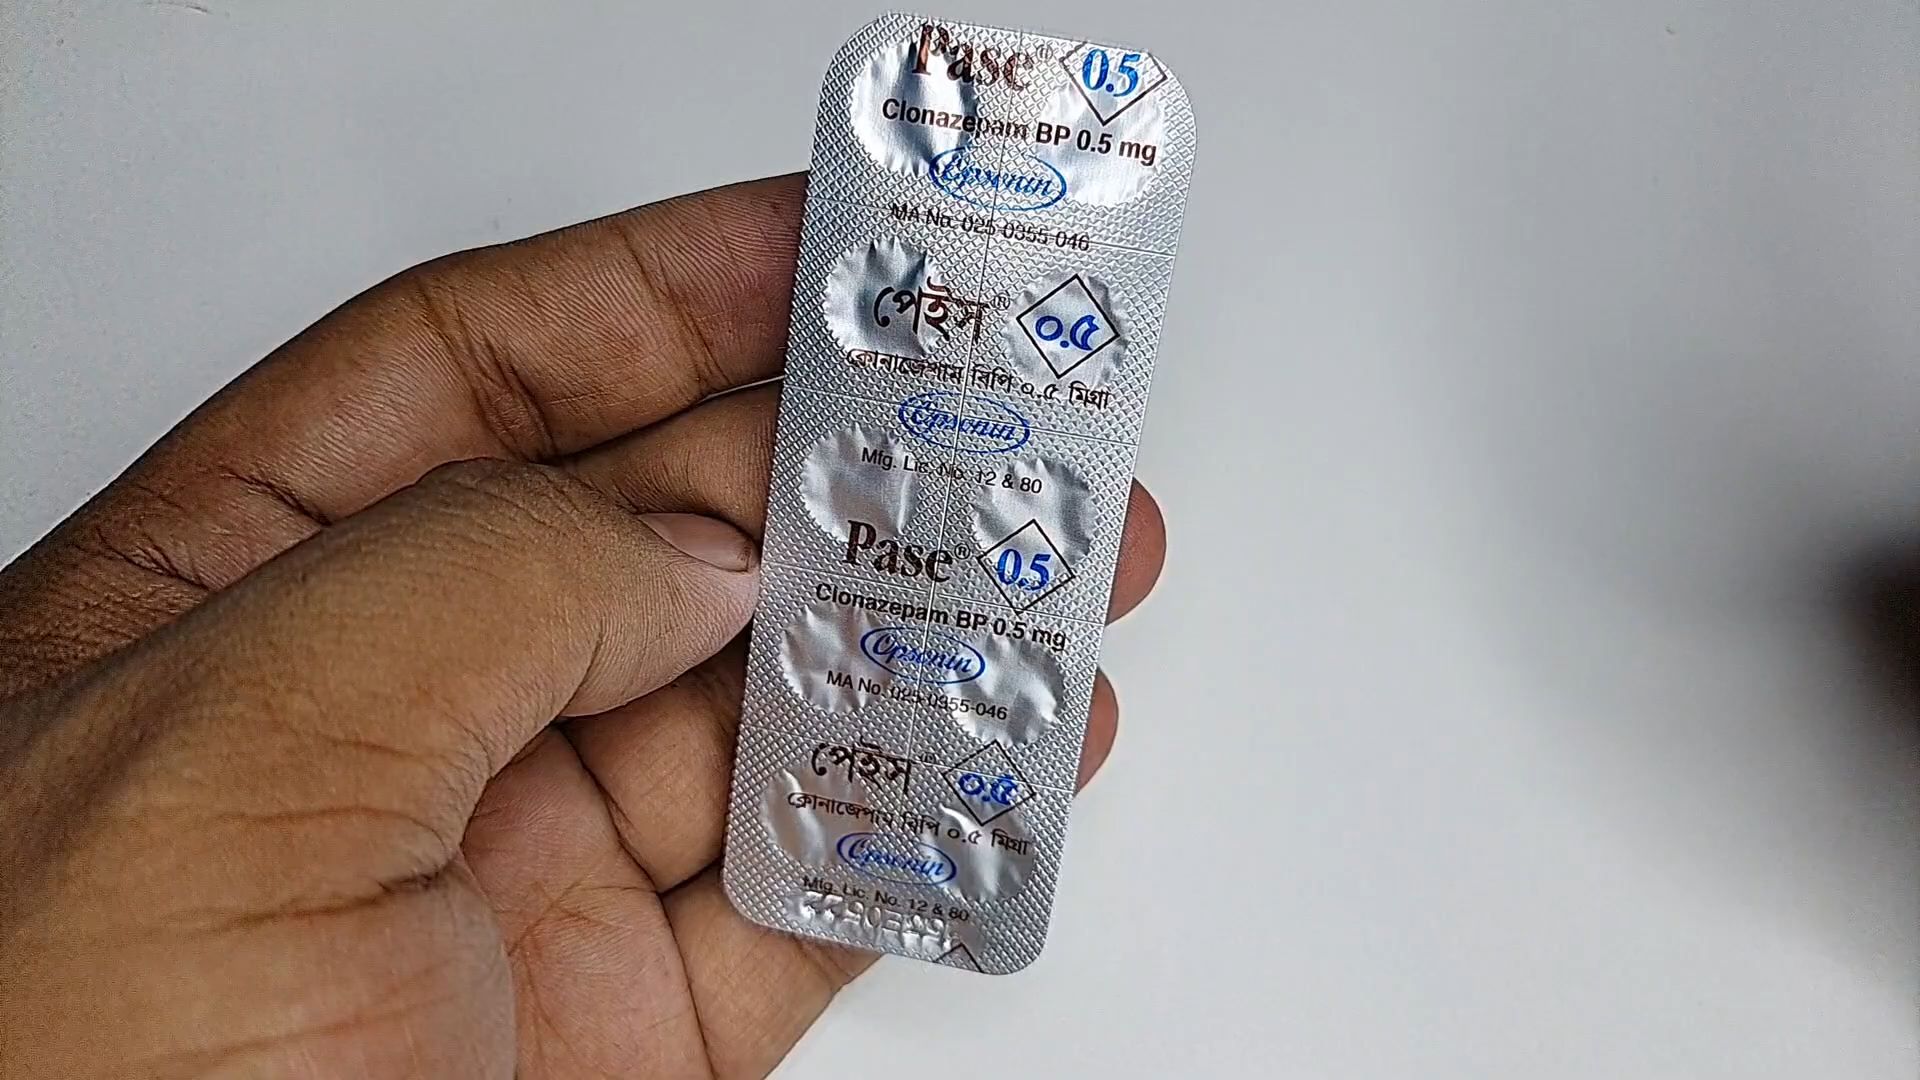 Pase® 0.5
Clonazepam BP 0.5 mg
Opsonin
MA No. 025-0355-046
পেইস® ০.৫
ক্লোনাজেপাম বিপি ০.৫ মিগ্রা
Opsonin
Mfg. Lic. No. 12 & 80
Pase® 0.5
Clonazepam BP 0.5 mg
Opsonin
MA No. 025-0355-046
পেইস® ০.৫
ক্লোনাজেপাম বিপি ০.৫ মিগ্রা
Opsonin
Mfg. Lic. No. 12 & 80